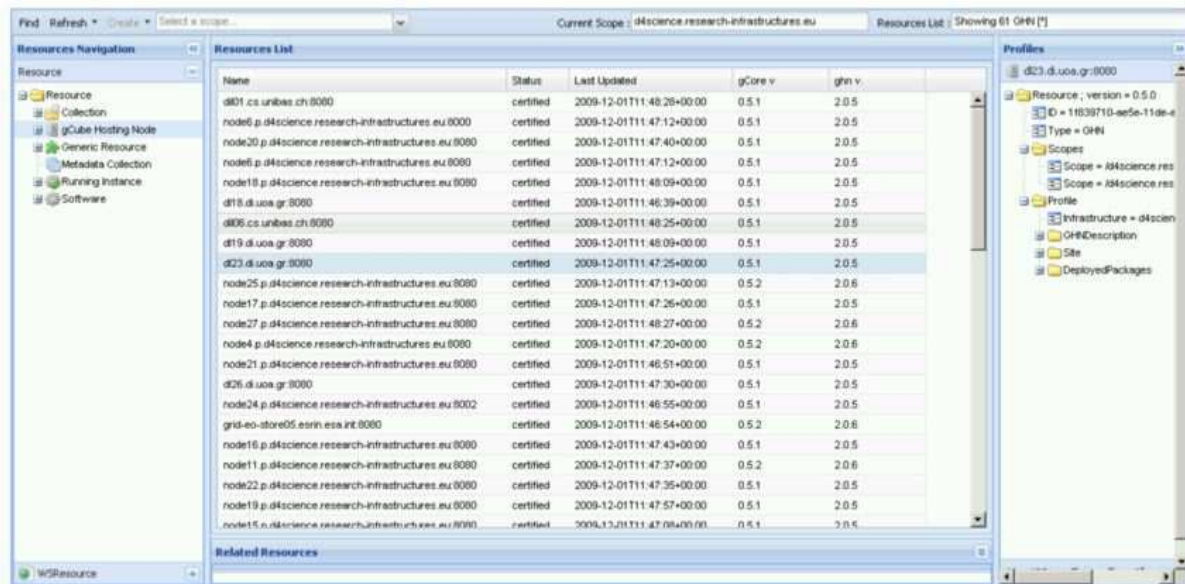 Find Refresh Create Select a scope... Current Scope : d4science.research-infrastructures.eu Resources List : Showing 61 GHN [*]
Resources Navigation
Resource
Resource
Collection
gCube Hosting Node
Generic Resource
Metadata Collection
Running Instance
Software
WSResource
Resources List
Name Status Last Updated gCore v. ghn v.
dil01.cs.unibas.ch:8080 certified 2009-12-01T11:48:28+00:00 0.5.1 2.0.5
node6.p.d4science.research-infrastructures.eu:8000 certified 2009-12-01T11:47:12+00:00 0.5.1 2.0.5
node20.p.d4science.research-infrastructures.eu:8080 certified 2009-12-01T11:47:40+00:00 0.5.1 2.0.5
node6.p.d4science.research-infrastructures.eu:8080 certified 2009-12-01T11:47:12+00:00 0.5.1 2.0.5
node18.p.d4science.research-infrastructures.eu:8080 certified 2009-12-01T11:48:09+00:00 0.5.1 2.0.5
dl18.di.uoa.gr:8080 certified 2009-12-01T11:46:39+00:00 0.5.1 2.0.5
dil06.cs.unibas.ch:8080 certified 2009-12-01T11:48:25+00:00 0.5.1 2.0.5
dl19.di.uoa.gr:8080 certified 2009-12-01T11:48:09+00:00 0.5.1 2.0.5
dl23.di.uoa.gr:8080 certified 2009-12-01T11:47:25+00:00 0.5.1 2.0.5
node25.p.d4science.research-infrastructures.eu:8080 certified 2009-12-01T11:47:13+00:00 0.5.2 2.0.6
node17.p.d4science.research-infrastructures.eu:8080 certified 2009-12-01T11:47:26+00:00 0.5.1 2.0.5
node27.p.d4science.research-infrastructures.eu:8080 certified 2009-12-01T11:48:27+00:00 0.5.2 2.0.6
node4.p.d4science.research-infrastructures.eu:8080 certified 2009-12-01T11:47:20+00:00 0.5.2 2.0.6
node21.p.d4science.research-infrastructures.eu:8080 certified 2009-12-01T11:46:51+00:00 0.5.1 2.0.5
dl26.di.uoa.gr:8080 certified 2009-12-01T11:47:30+00:00 0.5.1 2.0.5
node24.p.d4science.research-infrastructures.eu:8002 certified 2009-12-01T11:46:55+00:00 0.5.1 2.0.5
grid-eo-store05.esrin.esa.int:8080 certified 2009-12-01T11:46:54+00:00 0.5.2 2.0.6
node16.p.d4science.research-infrastructures.eu:8080 certified 2009-12-01T11:47:43+00:00 0.5.1 2.0.5
node11.p.d4science.research-infrastructures.eu:8080 certified 2009-12-01T11:47:37+00:00 0.5.2 2.0.6
node22.p.d4science.research-infrastructures.eu:8080 certified 2009-12-01T11:47:35+00:00 0.5.1 2.0.5
node19.p.d4science.research-infrastructures.eu:8080 certified 2009-12-01T11:47:57+00:00 0.5.1 2.0.5
node15.p.d4science.research-infrastructures.eu:8080 certified 2009-12-01T11:47:08+00:00 0.5.1 2.0.5
Related Resources
Profiles
dl23.di.uoa.gr:8080
Resource ; version = 0.5.0
ID = 11839710-ae5e-11de-a
Type = GHN
Scopes
Scope = /d4science.res
Scope = /d4science.res
Profile
Infrastructure = d4scien
GHNDescription
Site
DeployedPackages